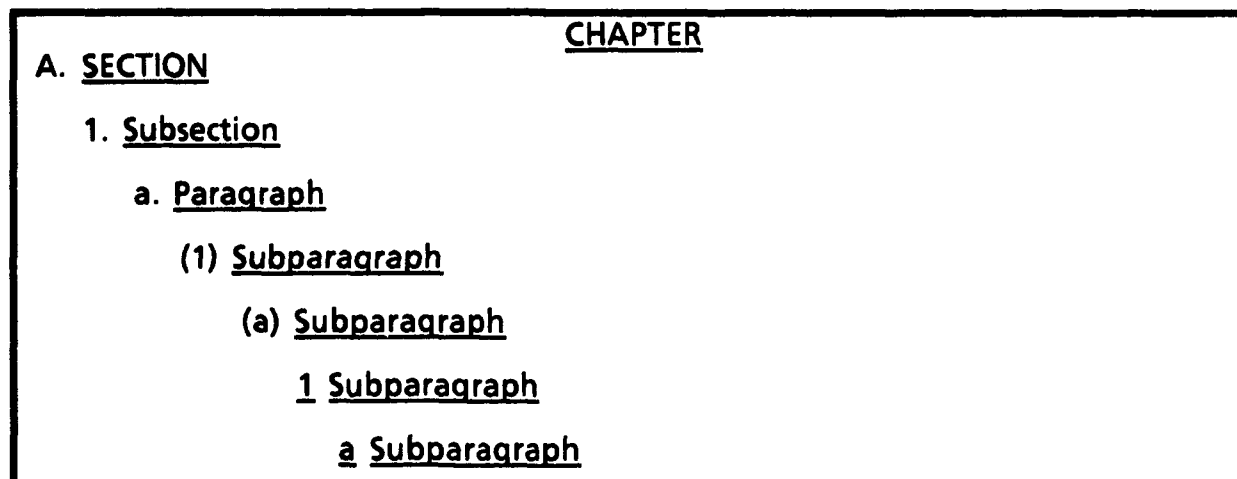 CHAPTER
A. SECTION
1. Subsection
a. Paragraph
(1) Subparagraph
(a) Subparagraph
1 Subparagraph
a Subparagraph